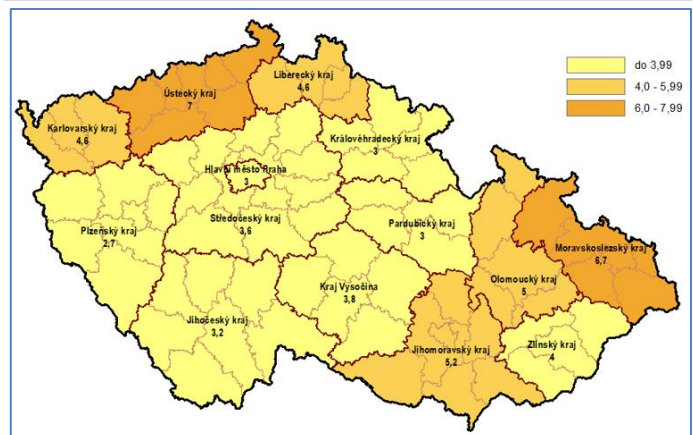 do 3,99
4,0 - 5,99
6,0 - 7,99
Liberecký kraj
4,6
Ústecký kraj
7
Karlovarský kraj
4,6
Královéhradecký kraj
3
Hlavní město Praha
3
Středočeský kraj
3,6
Pardubický kraj
3
Plzeňský kraj
2,7
Moravskoslezský kraj
6,7
Olomoucký kraj
5
Kraj Vysočina
3,8
Jihočeský kraj
3,2
Jihomoravský kraj
5,2
Zlínský kraj
4